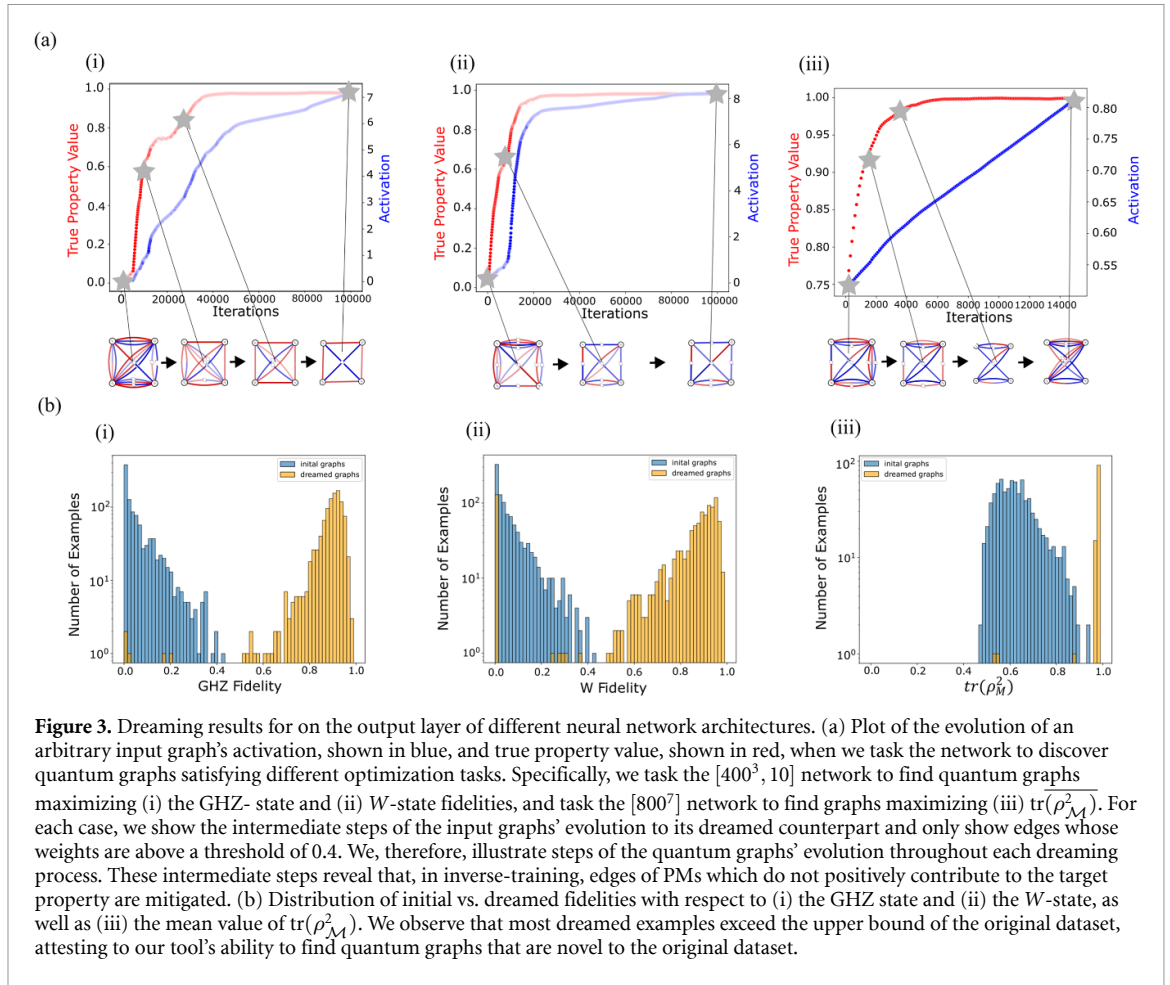 (a)
(i)
(ii)
(iii)
1.0
0.8
0.6
0.4
0.2
0.0
True Property Value
7
6
5
4
3
2
1
0
Activation
0
20000
40000
60000
80000
100000
Iterations
1.0
0.8
0.6
0.4
0.2
0.0
True Property Value
8
6
4
2
0
Activation
0
20000
40000
60000
80000
100000
Iterations
1.00
0.95
0.90
0.85
0.80
0.75
True Property Value
0.80
0.75
0.70
0.65
0.60
0.55
Activation
0
2000
4000
6000
8000
10000
12000
14000
Iterations
(b)
(i)
(ii)
(iii)
inital graphs
dreamed graphs
Number of Examples
10²
10¹
10⁰
0.0
0.2
0.4
0.6
0.8
1.0
GHZ Fidelity
inital graphs
dreamed graphs
Number of Examples
10²
10¹
10⁰
0.0
0.2
0.4
0.6
0.8
1.0
W Fidelity
inital graphs
dreamed graphs
Number of Examples
10²
10¹
10⁰
0.0
0.2
0.4
0.6
0.8
1.0
tr(ρ²_M)
Figure 3. Dreaming results for on the output layer of different neural network architectures. (a) Plot of the evolution of an
arbitrary input graph's activation, shown in blue, and true property value, shown in red, when we task the network to discover
quantum graphs satisfying different optimization tasks. Specifically, we task the [400³, 10] network to find quantum graphs
maximizing (i) the GHZ- state and (ii) W-state fidelities, and task the [800⁷] network to find graphs maximizing (iii) tr(ρ²_ℳ). For
each case, we show the intermediate steps of the input graphs' evolution to its dreamed counterpart and only show edges whose
weights are above a threshold of 0.4. We, therefore, illustrate steps of the quantum graphs' evolution throughout each dreaming
process. These intermediate steps reveal that, in inverse-training, edges of PMs which do not positively contribute to the target
property are mitigated. (b) Distribution of initial vs. dreamed fidelities with respect to (i) the GHZ state and (ii) the W-state, as
well as (iii) the mean value of tr(ρ²_ℳ). We observe that most dreamed examples exceed the upper bound of the original dataset,
attesting to our tool's ability to find quantum graphs that are novel to the original dataset.